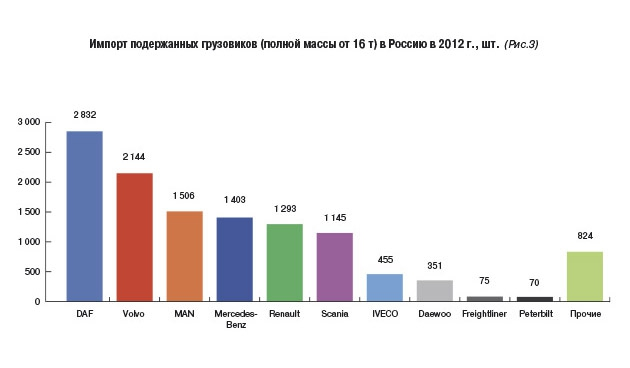 Импорт подержанных грузовиков (полной массы от 16 т) в Россию в 2012 г., шт. (Рис.3)
2 832
3 000
2 500
2 000
1 500
1 000
500
0
2 144
1 506
1 403
1 293
1 145
455
351
75
70
824
DAF
Volvo
MAN
Mercedes-
Benz
Renault
Scania
IVECO
Daewoo
Freightliner
Peterbilt
Прочие